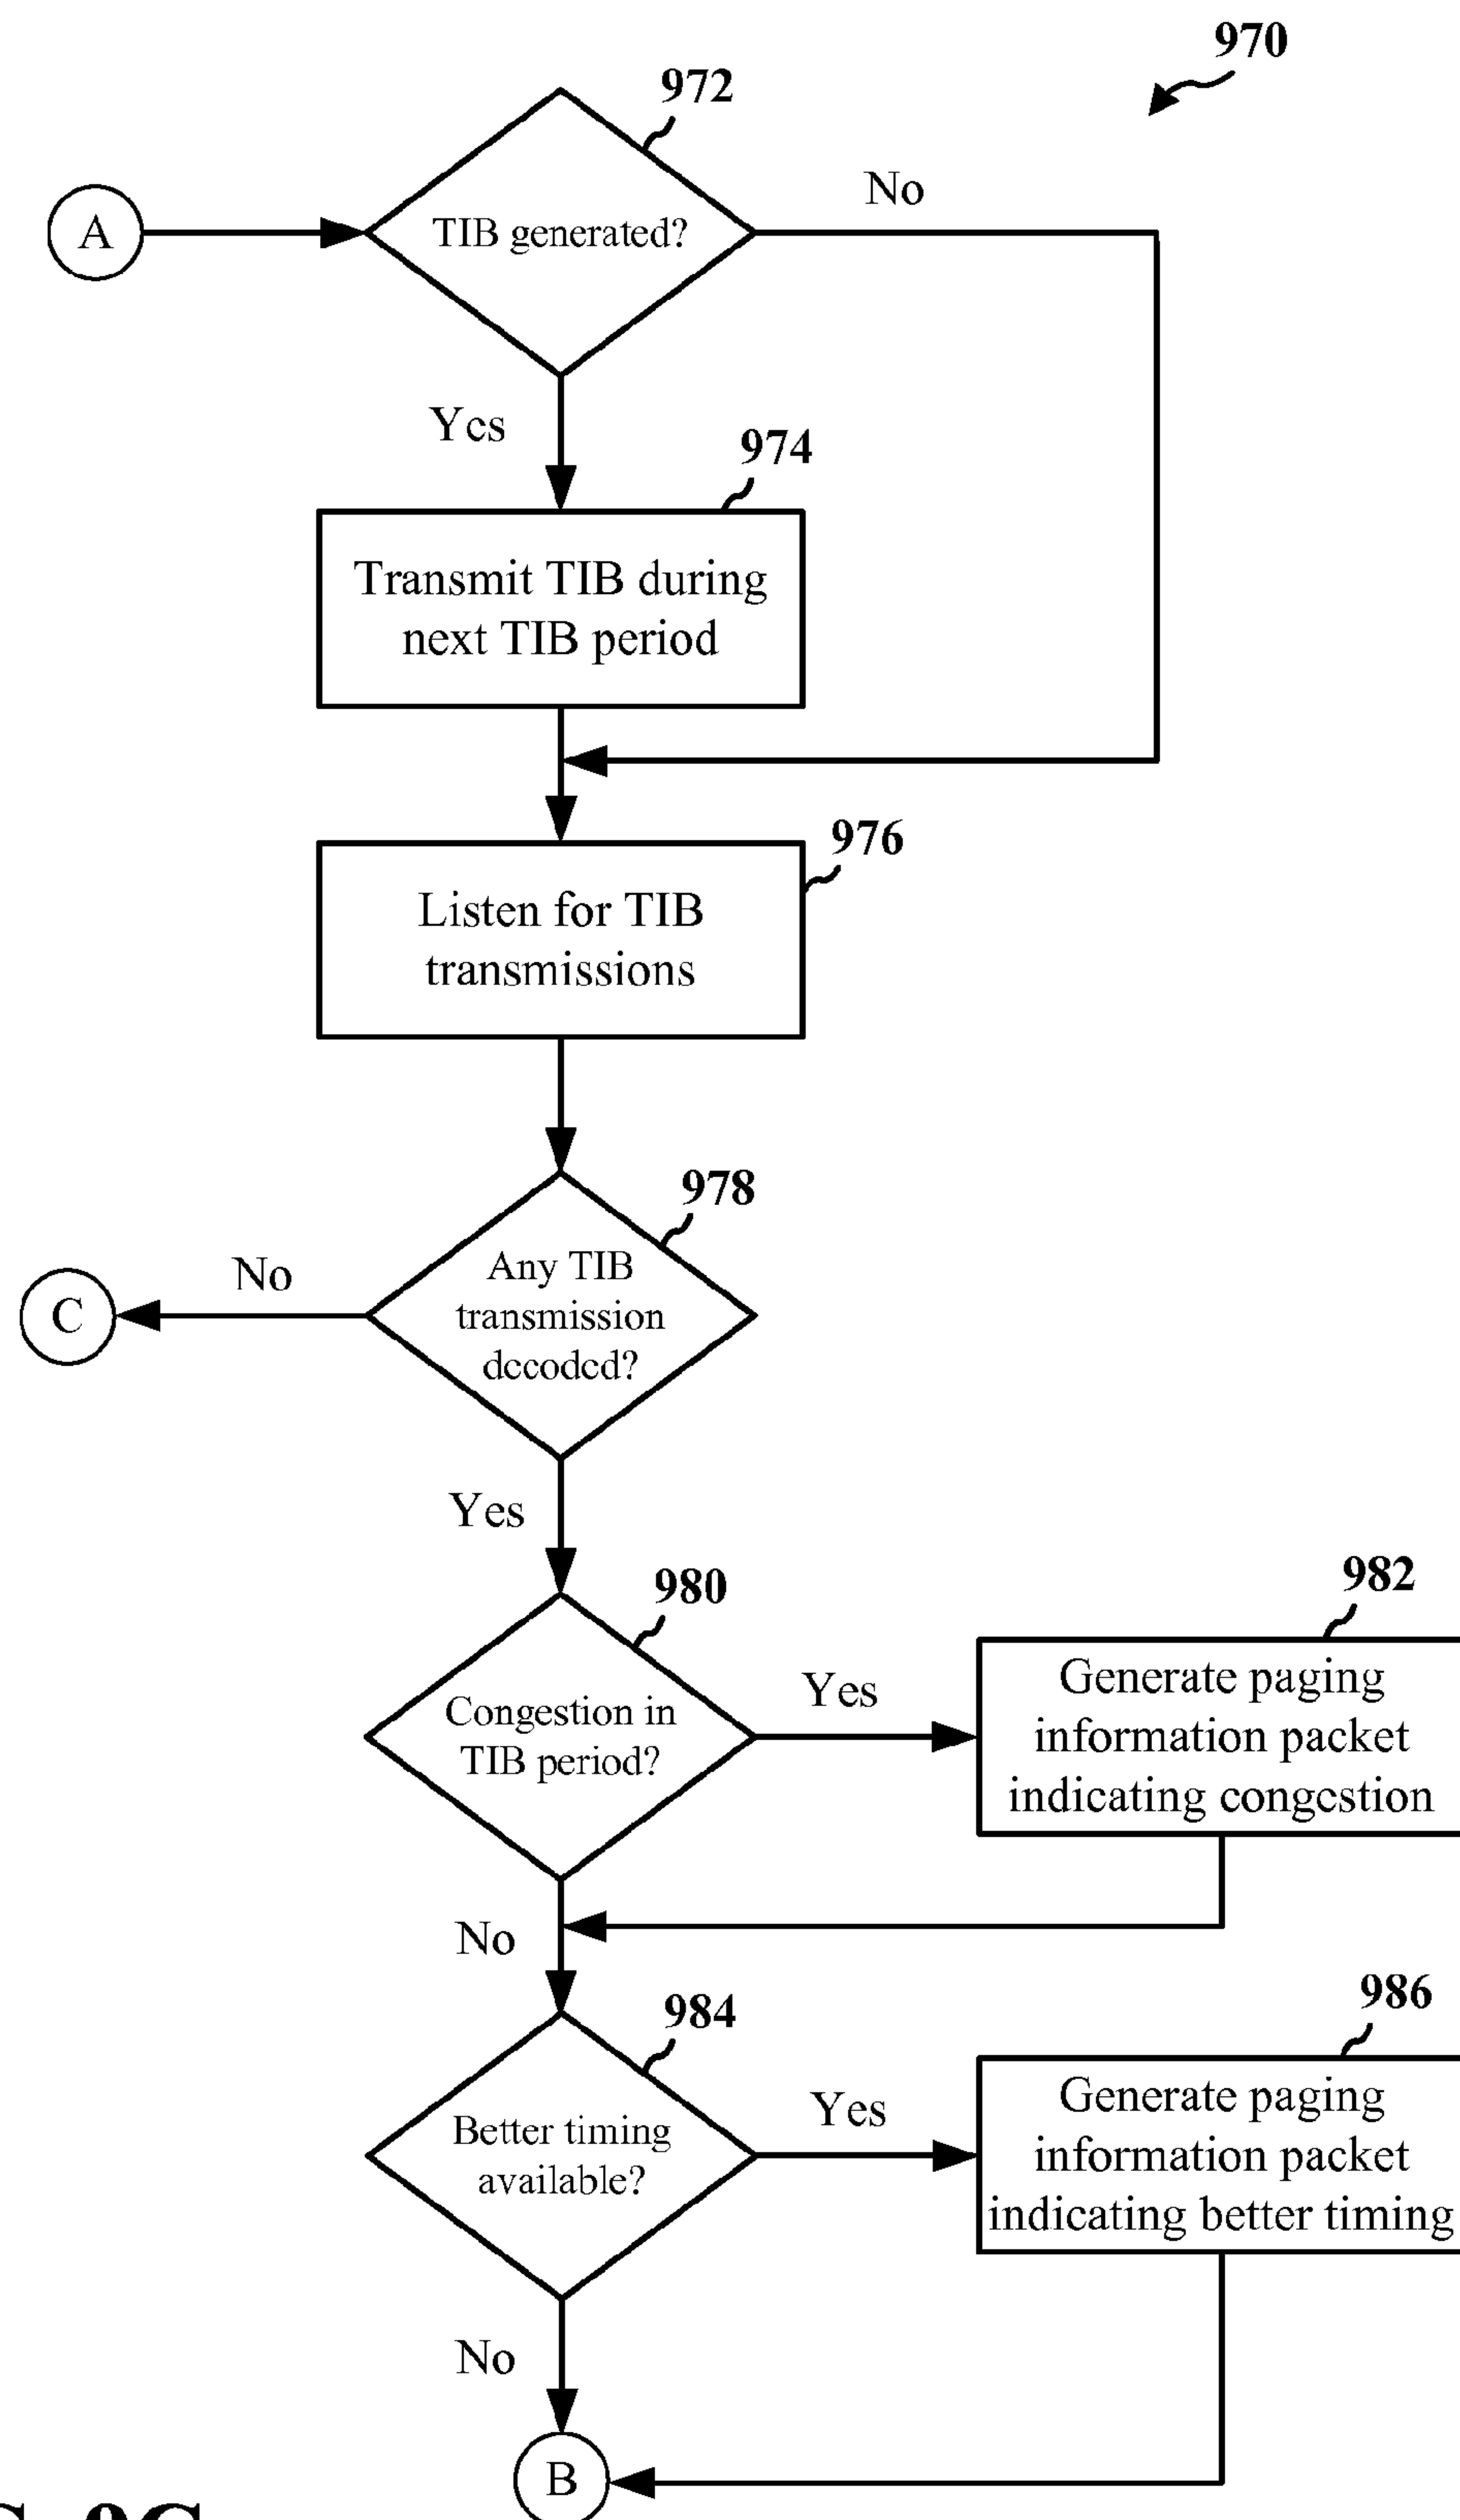 970
972
A
TIB generated?
No
Yes
974
Transmit TIB during
next TIB period
976
Listen for TIB
transmissions
978
Any TIB
transmission
decoded?
No
C
Yes
980
Congestion in
TIB period?
Yes
982
Generate paging
information packet
indicating congestion
No
984
Better timing
available?
Yes
986
Generate paging
information packet
indicating better timing
No
B